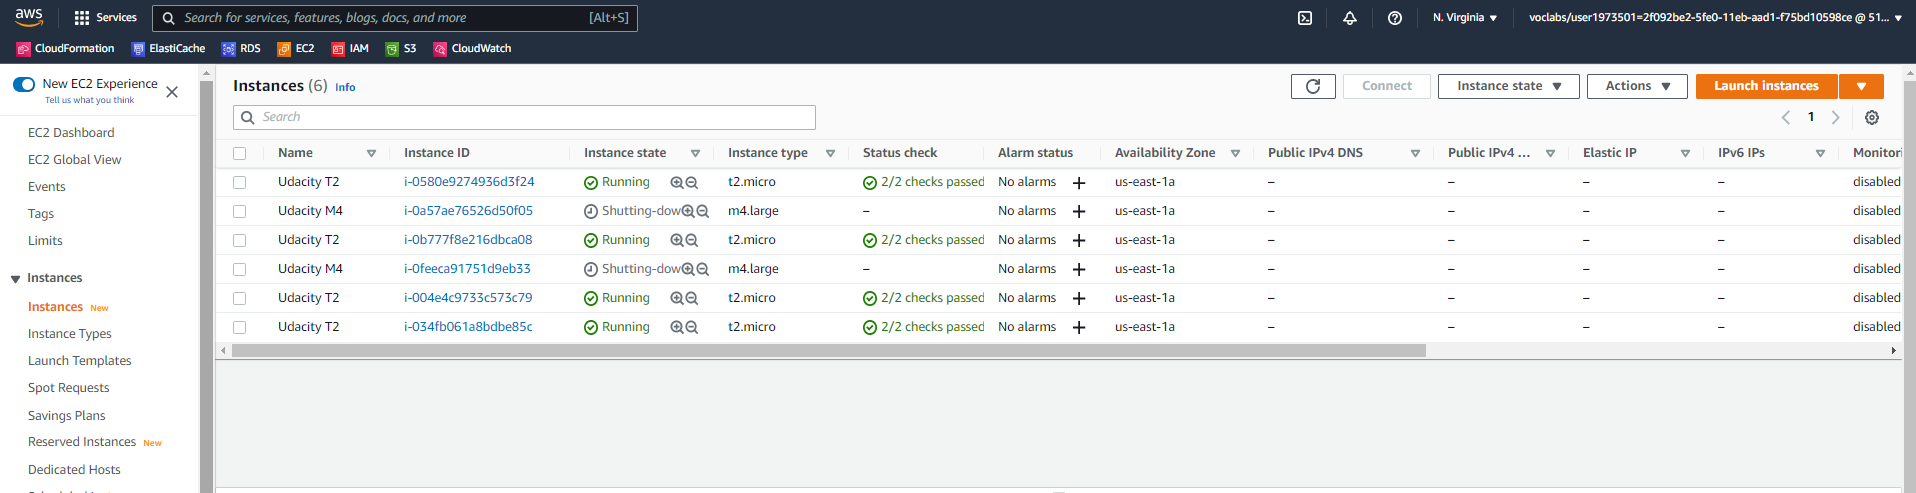 aws Services Search for services, features, blogs, docs, and more [Alt+S] N. Virginia ▼ voclabs/user1973501=2f092be2-5fe0-11eb-aad1-f75bd10598ce @ 51... ▼
CloudFormation ElastiCache RDS EC2 IAM S3 CloudWatch
New EC2 Experience
Tell us what you think
EC2 Dashboard
EC2 Global View
Events
Tags
Limits
▼ Instances
Instances New
Instance Types
Launch Templates
Spot Requests
Savings Plans
Reserved Instances New
Dedicated Hosts
Instances (6) Info
Connect Instance state ▼ Actions ▼ Launch instances ▼
Search
1
Name Instance ID Instance state Instance type Status check Alarm status Availability Zone Public IPv4 DNS Public IPv4 ... Elastic IP IPv6 IPs Monitori
Udacity T2 i-0580e9274936d3f24 Running t2.micro 2/2 checks passed No alarms + us-east-1a – – – – disabled
Udacity M4 i-0a57ae76526d50f05 Shutting-dow m4.large – No alarms + us-east-1a – – – – disabled
Udacity T2 i-0b777f8e216dbca08 Running t2.micro 2/2 checks passed No alarms + us-east-1a – – – – disabled
Udacity M4 i-0feeca91751d9eb33 Shutting-dow m4.large – No alarms + us-east-1a – – – – disabled
Udacity T2 i-004e4c9733c573c79 Running t2.micro 2/2 checks passed No alarms + us-east-1a – – – – disabled
Udacity T2 i-034fb061a8bdbe85c Running t2.micro 2/2 checks passed No alarms + us-east-1a – – – – disabled